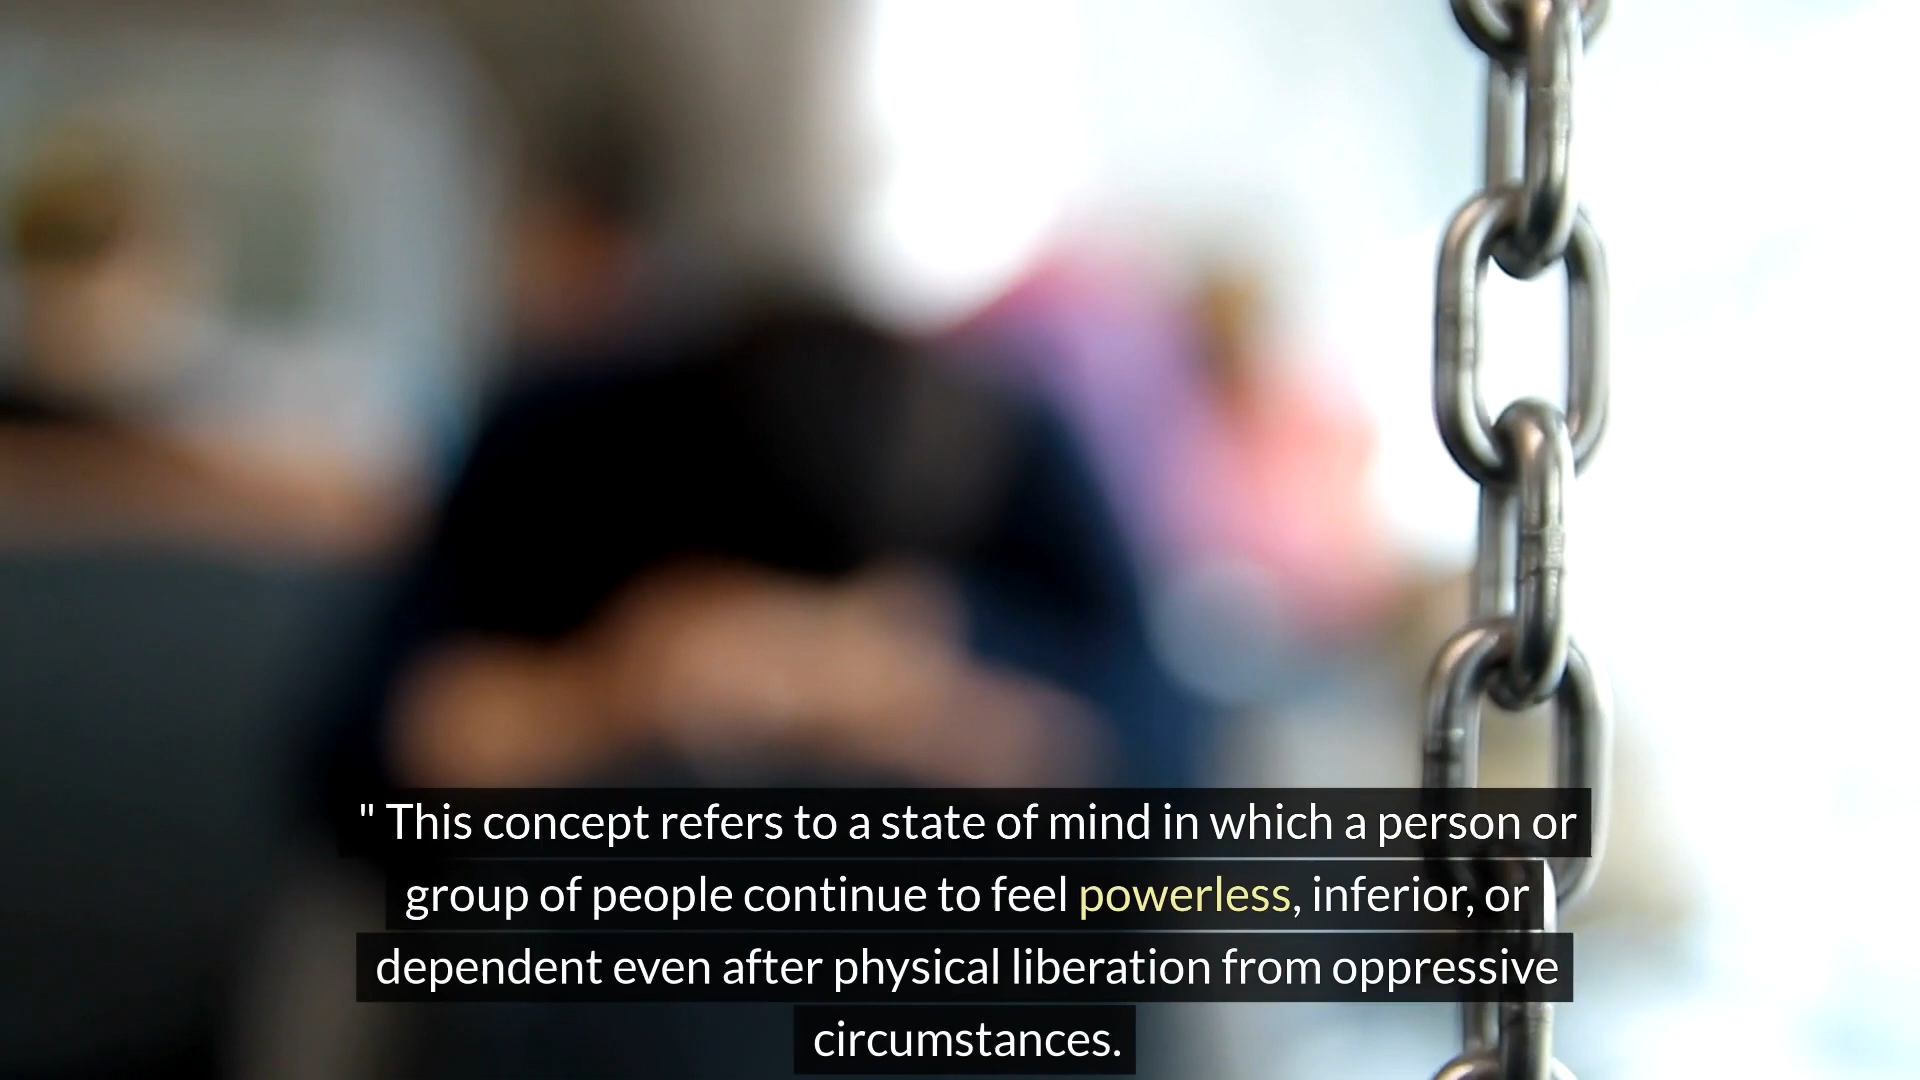 " This concept refers to a state of mind in which a person or
group of people continue to feel powerless, inferior, or
dependent even after physical liberation from oppressive
circumstances.